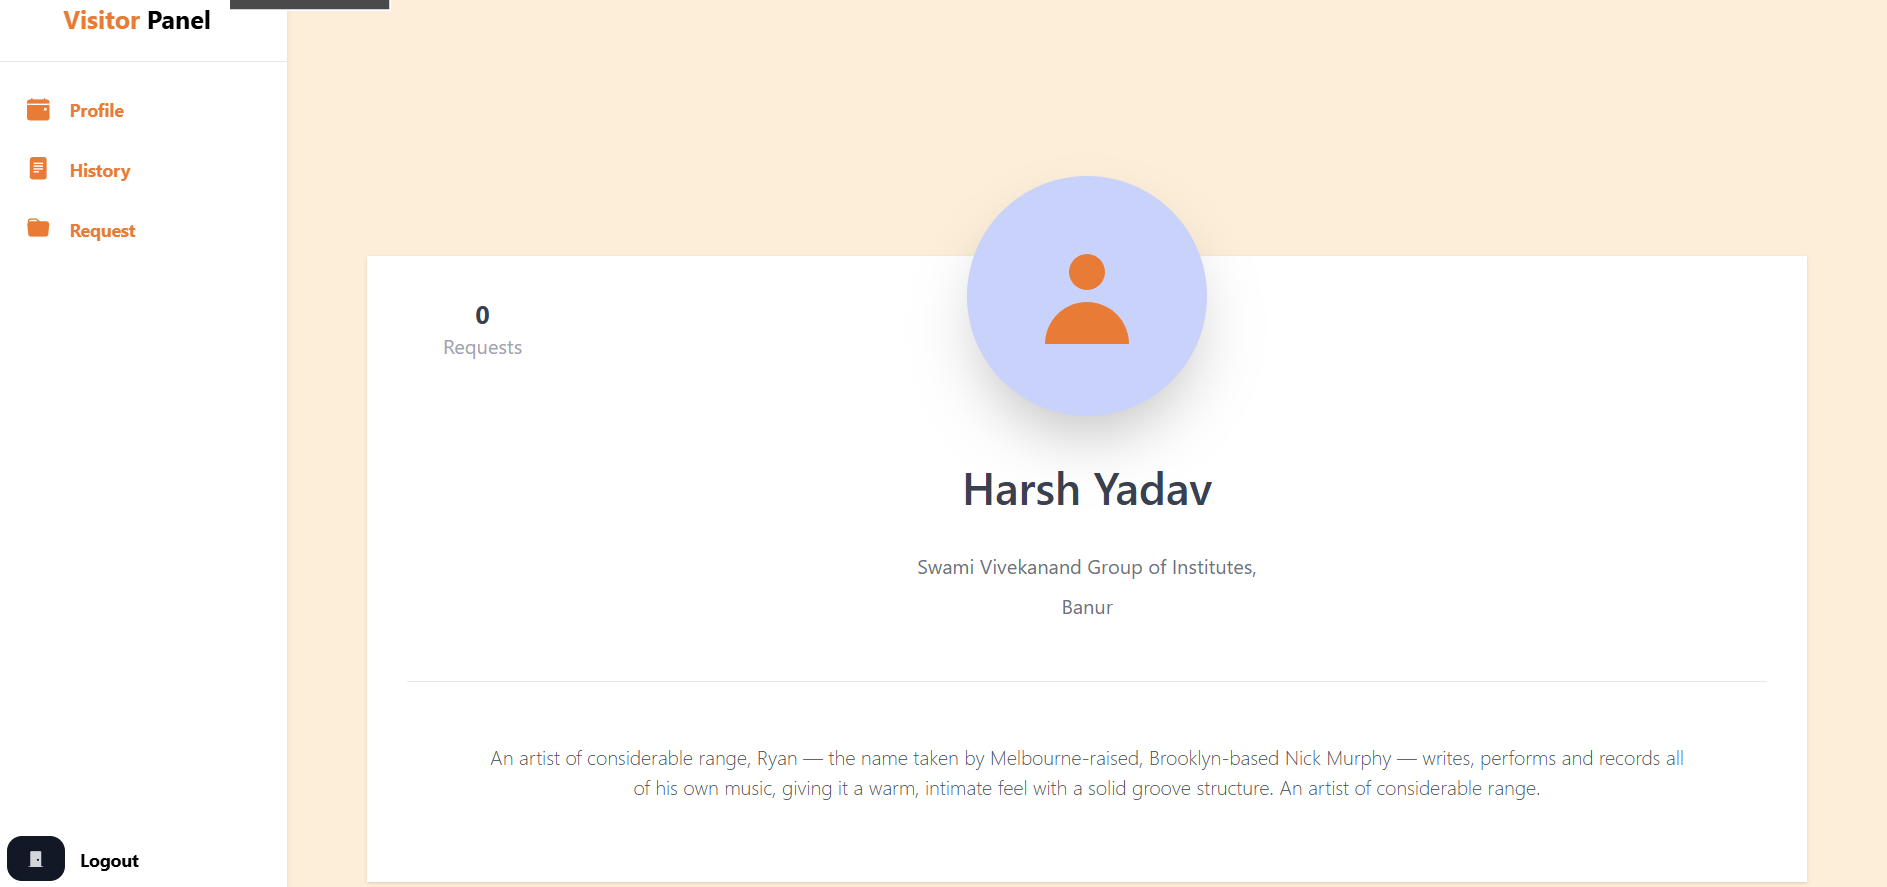 Visitor Panel
Profile
History
Request
0
Requests
Harsh Yadav
Swami Vivekanand Group of Institutes,
Banur
An artist of considerable range, Ryan — the name taken by Melbourne-raised, Brooklyn-based Nick Murphy — writes, performs and records all
of his own music, giving it a warm, intimate feel with a solid groove structure. An artist of considerable range.
Logout